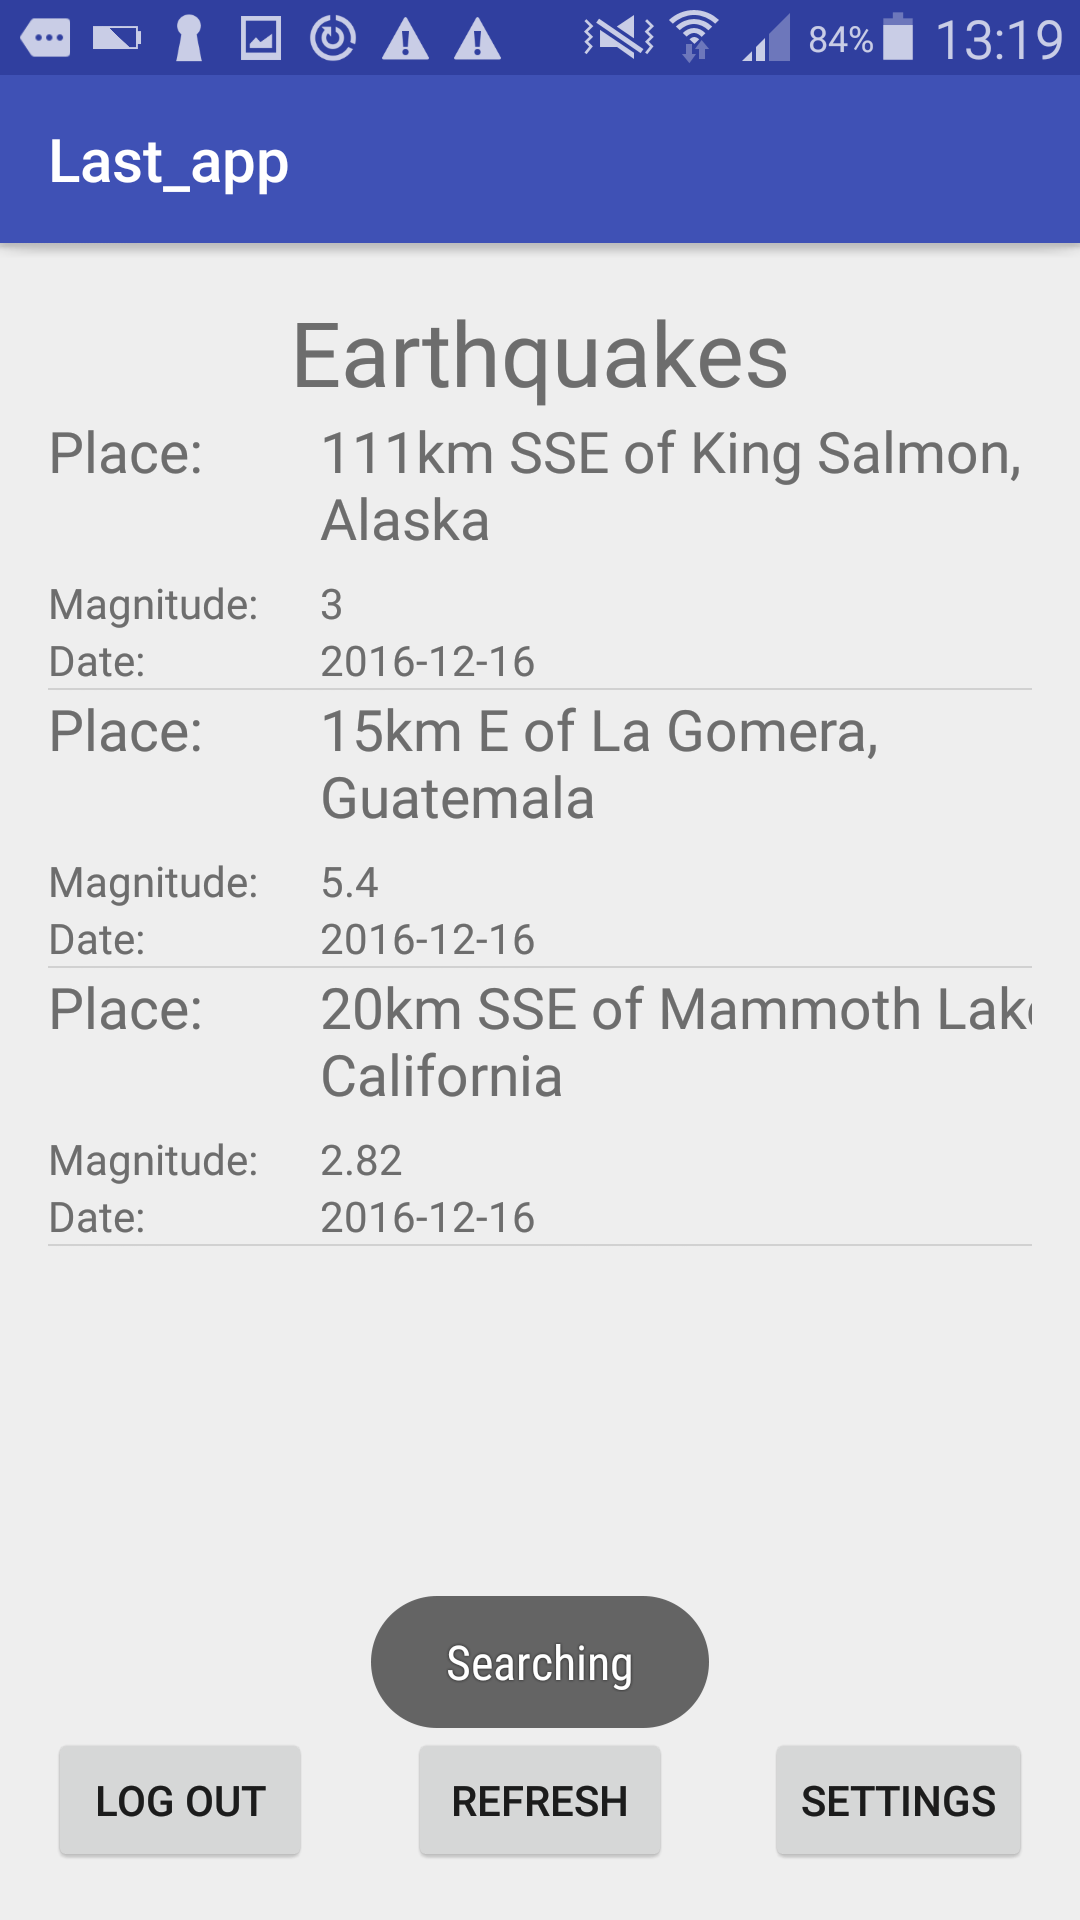 84% 13:19
Last_app
Earthquakes
Place: 111km SSE of King Salmon,
Alaska
Magnitude: 3
Date: 2016-12-16
Place: 15km E of La Gomera,
Guatemala
Magnitude: 5.4
Date: 2016-12-16
Place: 20km SSE of Mammoth Lak
California
Magnitude: 2.82
Date: 2016-12-16
Searching
LOG OUT REFRESH SETTINGS